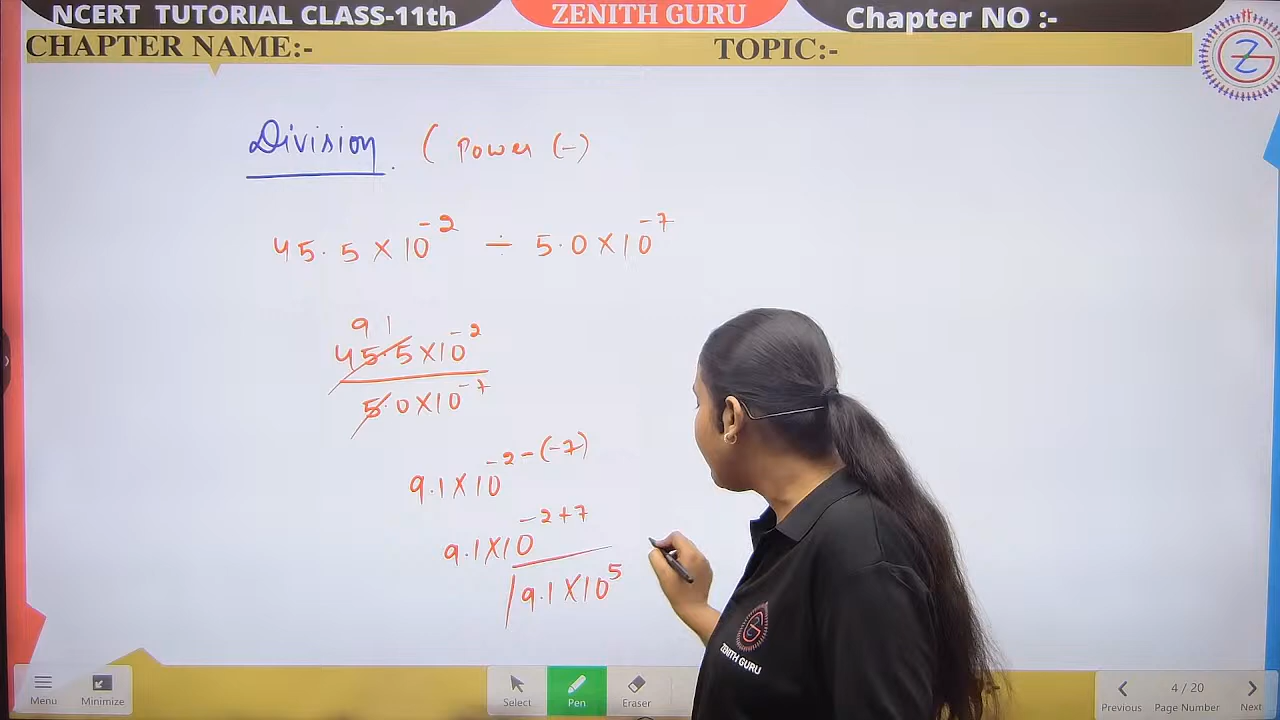 NCERT TUTORIAL CLASS-11th
ZENITH GURU
Chapter NO :-
CHAPTER NAME:-
TOPIC:-
Division. ( Power (-)
45.5 × 10⁻² ÷ 5.0 × 10⁻⁷
9 1
45.5 × 10⁻²
5.0 × 10⁻⁷
9.1 × 10⁻²⁻⁽⁻⁷⁾
9.1 × 10⁻²⁺⁷
9.1 × 10⁵
ZENITH GURU
Menu
Minimize
Select
Pen
Eraser
Previous
4 / 20
Page Number
Next